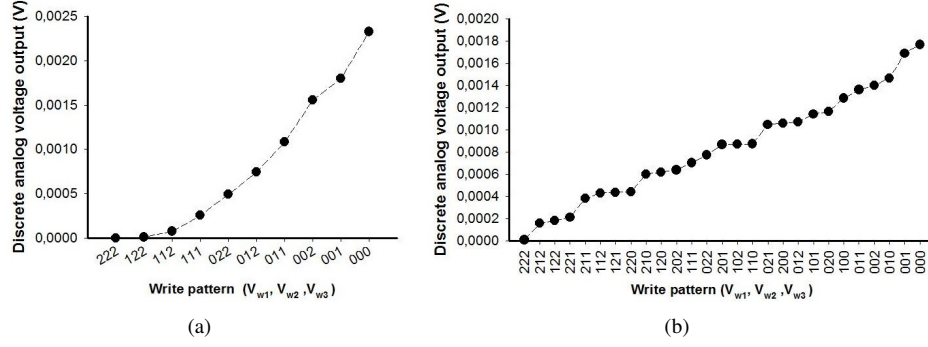 Discrete analog voltage output (V)
0,0025
0,0020
0,0015
0,0010
0,0005
0,0000
222 122 112 111 022 012 011 002 001 000
Write pattern (Vw1, Vw2 ,Vw3 )
(a)
Discrete analog voltage output (V)
0,0020
0,0018
0,0016
0,0014
0,0012
0,0010
0,0008
0,0006
0,0004
0,0002
0,0000
222 212 122 221 211 112 121 220 210 120 202 111 022 201 102 110 021 200 012 101 020 100 011 002 010 001 000
Write pattern (Vw1, Vw2 ,Vw3 )
(b)